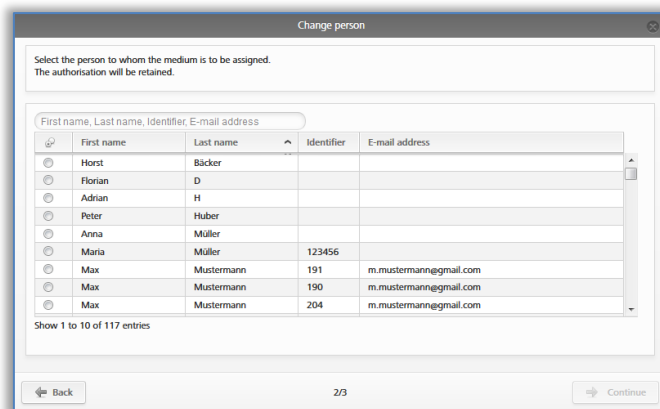 Change person
Select the person to whom the medium is to be assigned.
The authorisation will be retained.
First name, Last name, Identifier, E-mail address
First name Last name Identifier E-mail address
Horst Bäcker
Florian D
Adrian H
Peter Huber
Anna Müller
Maria Müller 123456
Max Mustermann 191 m.mustermann@gmail.com
Max Mustermann 190 m.mustermann@gmail.com
Max Mustermann 204 m.mustermann@gmail.com
Show 1 to 10 of 117 entries
Back 2/3 Continue